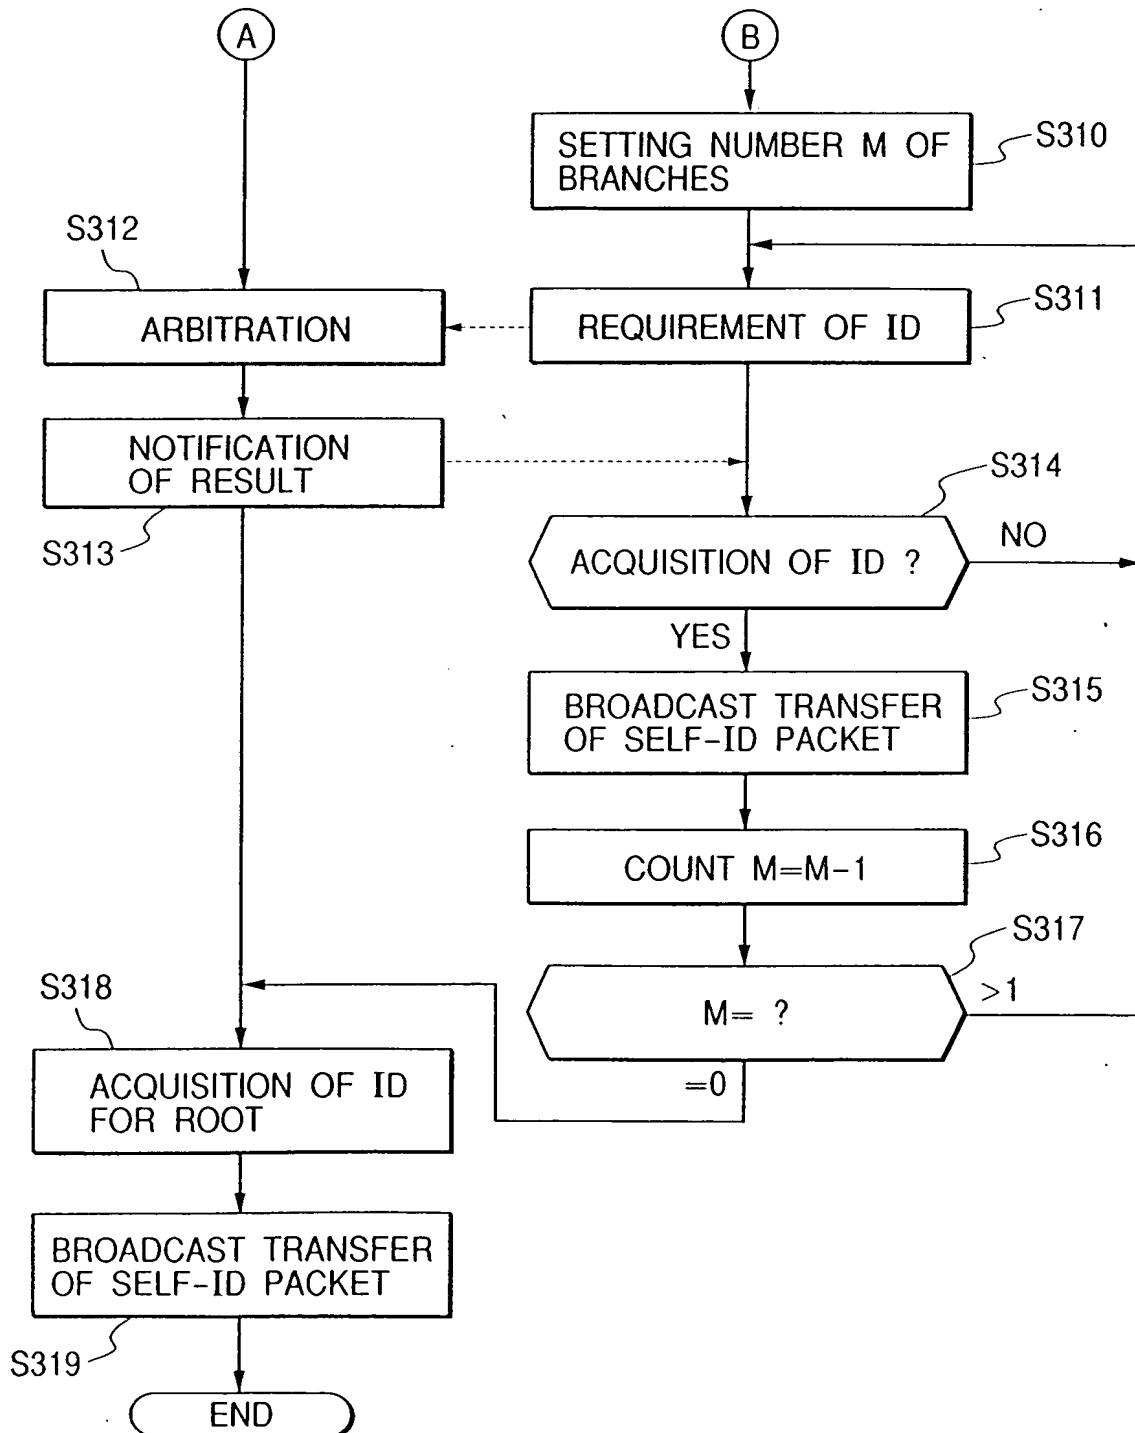 A
B
SETTING NUMBER M OF
BRANCHES
S310
S312
ARBITRATION
REQUIREMENT OF ID
S311
NOTIFICATION
OF RESULT
S313
S314
ACQUISITION OF ID ?
NO
YES
BROADCAST TRANSFER
OF SELF-ID PACKET
S315
COUNT M=M-1
S316
S317
M= ?
>1
=0
S318
ACQUISITION OF ID
FOR ROOT
BROADCAST TRANSFER
OF SELF-ID PACKET
S319
END